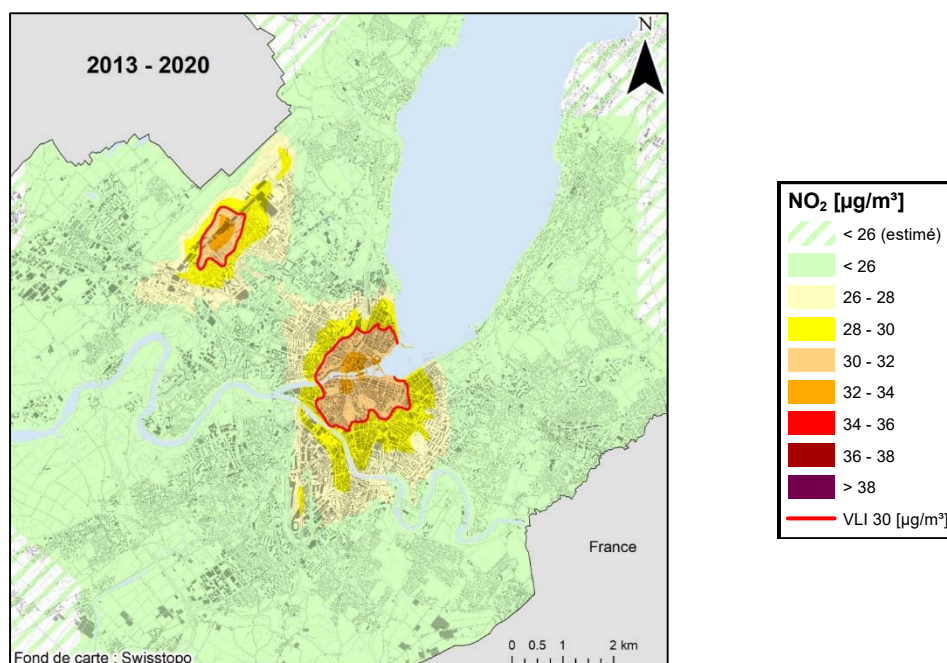 2013 - 2020
N
France
0 0.5 1 2 km
Fond de carte : Swisstopo
NO₂ [µg/m³]
< 26 (estimé)
< 26
26 - 28
28 - 30
30 - 32
32 - 34
34 - 36
36 - 38
> 38
VLI 30 [µg/m³]